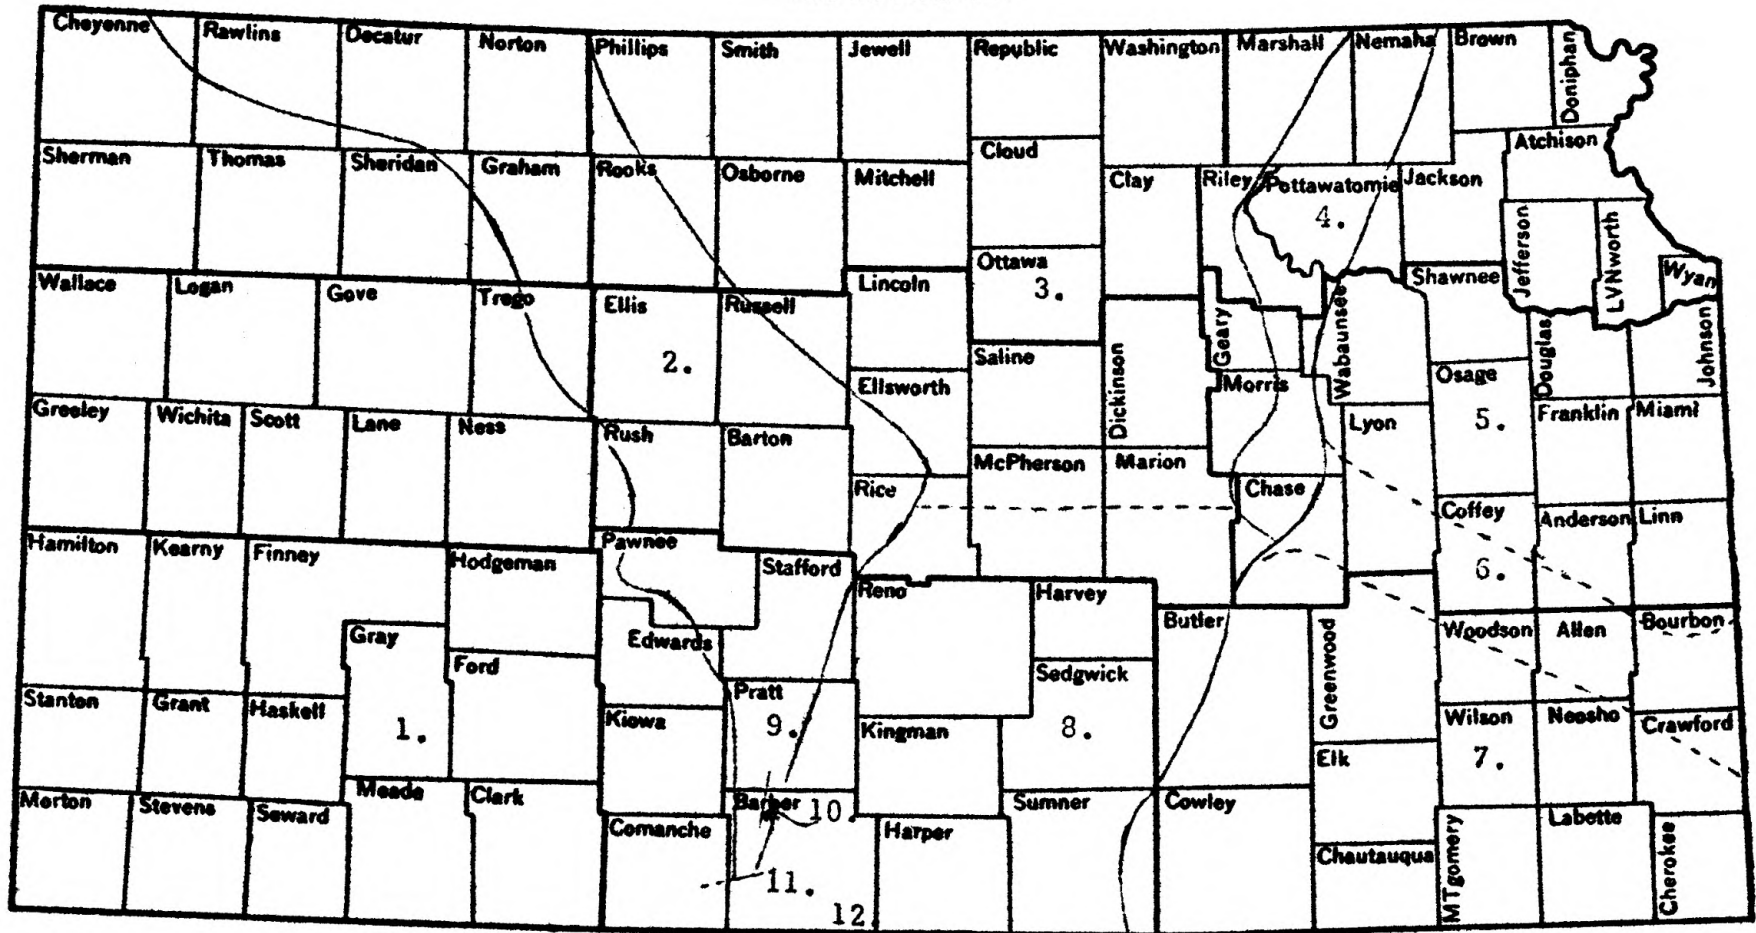 Cheyenne
Rawlins
Decatur
Norton
Phillips
Smith
Jewell
Republic
Washington
Marshall
Nemaha
Brown
Doniphan
Atchison
Sherman
Thomas
Sheridan
Graham
Rooks
Osborne
Mitchell
Cloud
Clay
Riley
Pottawatomie
4.
Jackson
Jefferson
LVNworth
Wyan
Wallace
Logan
Gove
Trego
Ellis
2.
Russell
Lincoln
Ottawa
3.
Saline
Dickinson
Geary
Wabaunsee
Shawnee
Douglas
Johnson
Ellsworth
Morris
Osage
5.
Franklin
Miami
Greeley
Wichita
Scott
Lane
Ness
Rush
Barton
Rice
McPherson
Marion
Chase
Lyon
Coffey
6.
Anderson
Linn
Hamilton
Kearny
Finney
Hodgeman
Pawnee
Stafford
Reno
Harvey
Butler
Greenwood
Woodson
Allen
Bourbon
Gray
1.
Ford
Edwards
Pratt
9.
Sedgwick
8.
Stanton
Grant
Haskell
Kiowa
Kingman
Elk
Wilson
7.
Neosho
Crawford
Morton
Stevens
Seward
Meade
Clark
Comanche
Barber
10.
11.
12
Harper
Sumner
Cowley
Chautauqua
MTgomery
Labette
Cherokee